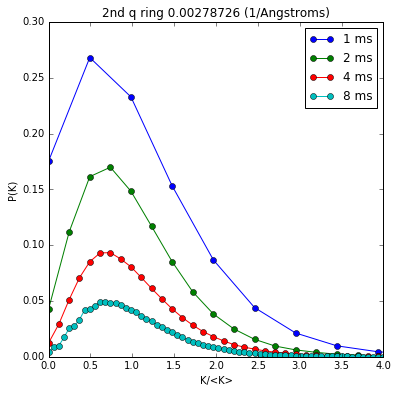 2nd q ring 0.00278726 (1/Angstroms)
1 ms
2 ms
4 ms
8 ms
0.30
0.25
0.20
0.15
0.10
0.05
0.00
P(K)
0.0 0.5 1.0 1.5 2.0 2.5 3.0 3.5 4.0
K/<K>